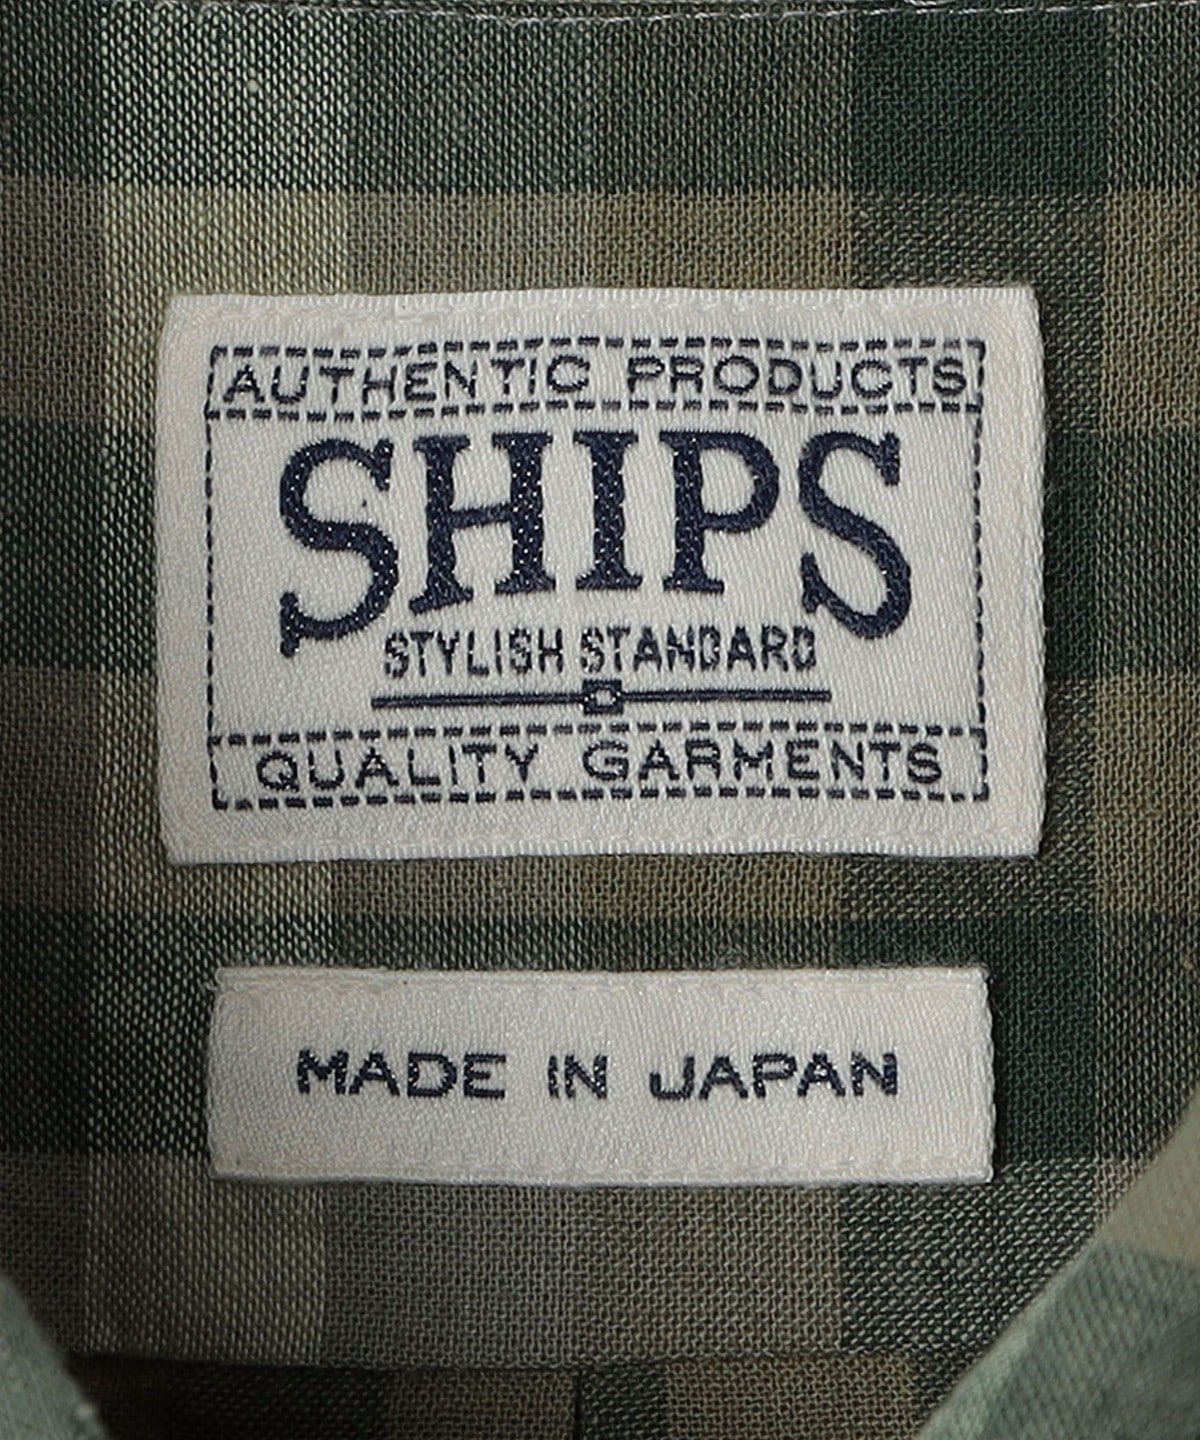 AUTHENTIC PRODUCTS
SHIPS
STYLISH STANDARD
QUALITY GARMENTS
MADE IN JAPAN